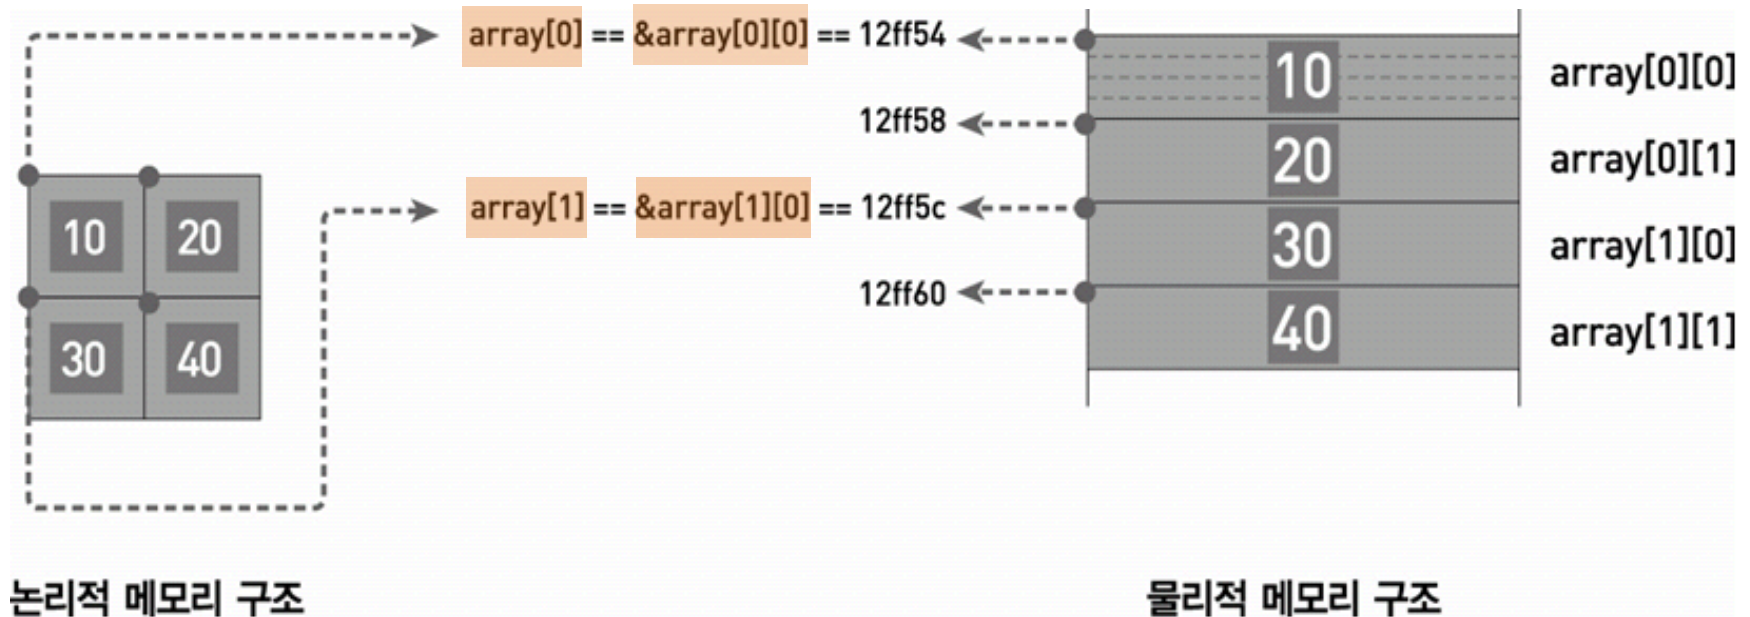 array[0] == &array[0][0] == 12ff54
10
array[0][0]
12ff58
20
array[0][1]
array[1] == &array[1][0] == 12ff5c
30
array[1][0]
12ff60
40
array[1][1]
10 20
30 40
논리적 메모리 구조
물리적 메모리 구조